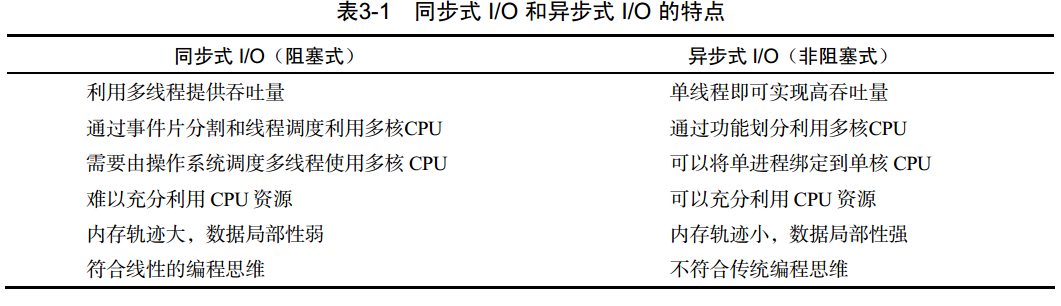 表3-1 同步式 I/O 和异步式 I/O 的特点
同步式 I/O（阻塞式） 异步式 I/O（非阻塞式）
利用多线程提供吞吐量 单线程即可实现高吞吐量
通过事件片分割和线程调度利用多核CPU 通过功能划分利用多核CPU
需要由操作系统调度多线程使用多核 CPU 可以将单进程绑定到单核 CPU
难以充分利用 CPU 资源 可以充分利用 CPU 资源
内存轨迹大，数据局部性弱 内存轨迹小，数据局部性强
符合线性的编程思维 不符合传统编程思维